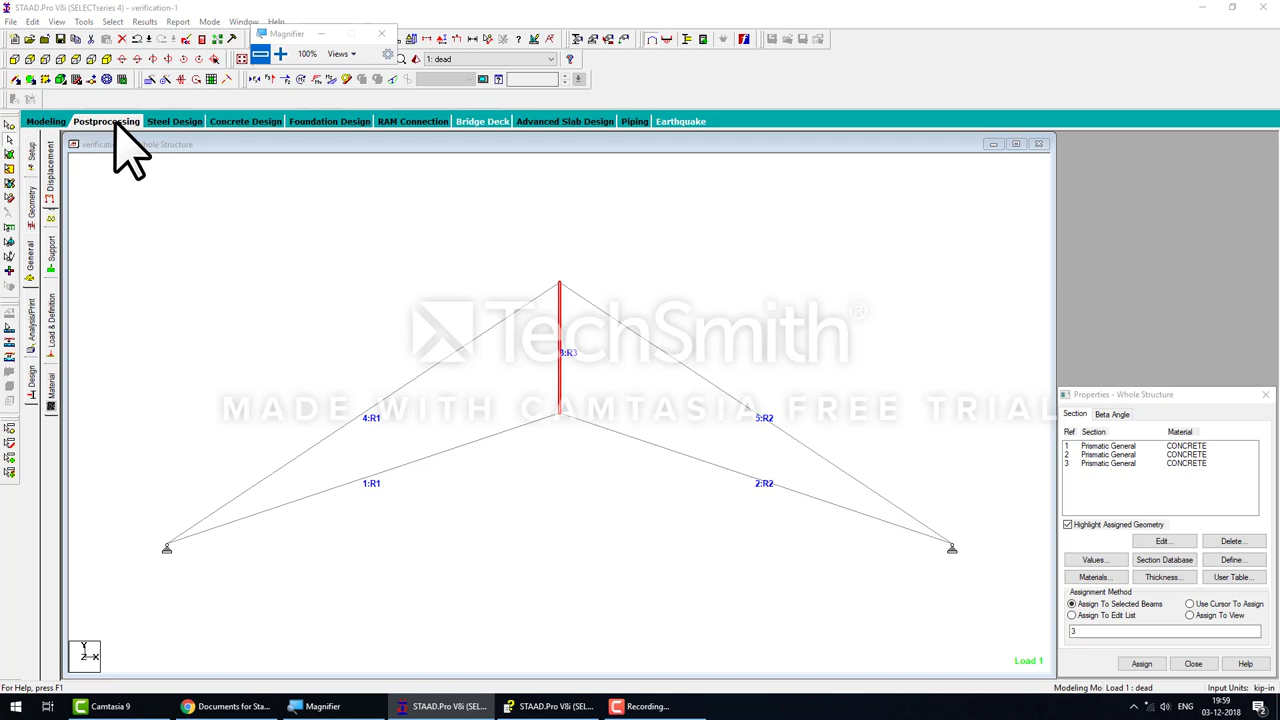 STAAD.Pro V8i (SELECTseries 4) - verification-1
File Edit View Tools Select Results Report Mode Window Help
Magnifier
100% Views
1: dead
Modeling Postprocessing Steel Design Concrete Design Foundation Design RAM Connection Bridge Deck Advanced Slab Design Piping Earthquake
Whole Structure
Setup
Geometry
General
Analysis/Print
Design
Displacement
Support
Load & Definition
Material
3:R3
4:R1
5:R2
1:R1
2:R2
TechSmith®
MADE WITH CAMTASIA FREE TRIAL
Y
Z X
Load 1
Properties - Whole Structure
Section Beta Angle
Ref Section Material
1 Prismatic General CONCRETE
2 Prismatic General CONCRETE
3 Prismatic General CONCRETE
Highlight Assigned Geometry
Edit... Delete...
Values... Section Database Define...
Materials... Thickness... User Table...
Assignment Method
Assign To Selected Beams Use Cursor To Assign
Assign To Edit List Assign To View
3
Assign Close Help
For Help, press F1
Modeling Mo Load 1 : dead Input Units: kip-in
Camtasia 9 Documents for Sta... Magnifier STAAD.Pro V8i (SEL... STAAD.Pro V8i (SEL... Recording...
ENG
19:59
03-12-2018
2